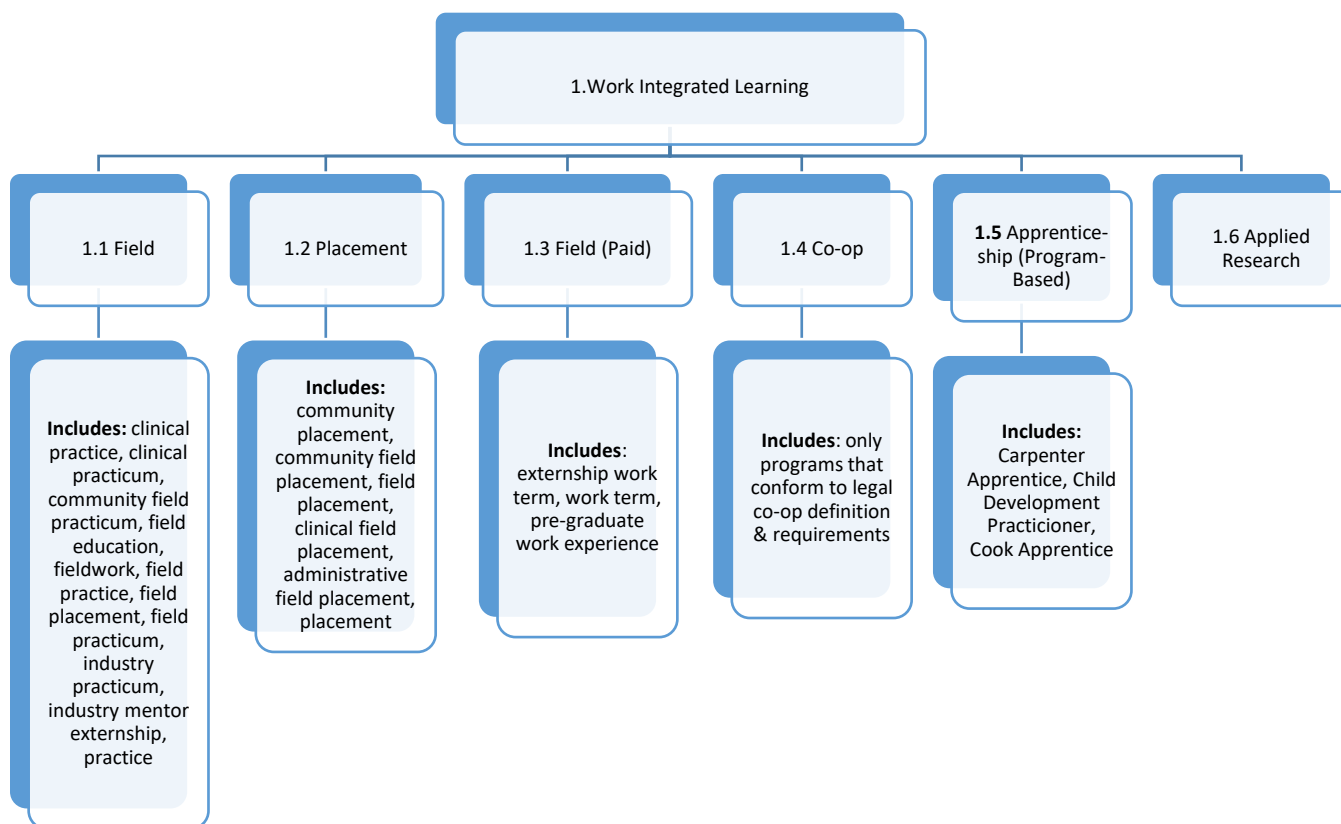 1.Work Integrated Learning
1.1 Field
1.2 Placement
1.3 Field (Paid)
1.4 Co-op
1.5 Apprentice-
ship (Program-
Based)
1.6 Applied
Research
Includes: clinical
practice, clinical
practicum,
community field
practicum, field
education,
fieldwork, field
practice, field
placement, field
practicum,
industry
practicum,
industry mentor
externship,
practice
Includes:
community
placement,
community field
placement, field
placement,
clinical field
placement,
administrative
field placement,
placement
Includes:
externship work
term, work term,
pre-graduate
work experience
Includes: only
programs that
conform to legal
co-op definition
& requirements
Includes:
Carpenter
Apprentice, Child
Development
Practicioner,
Cook Apprentice